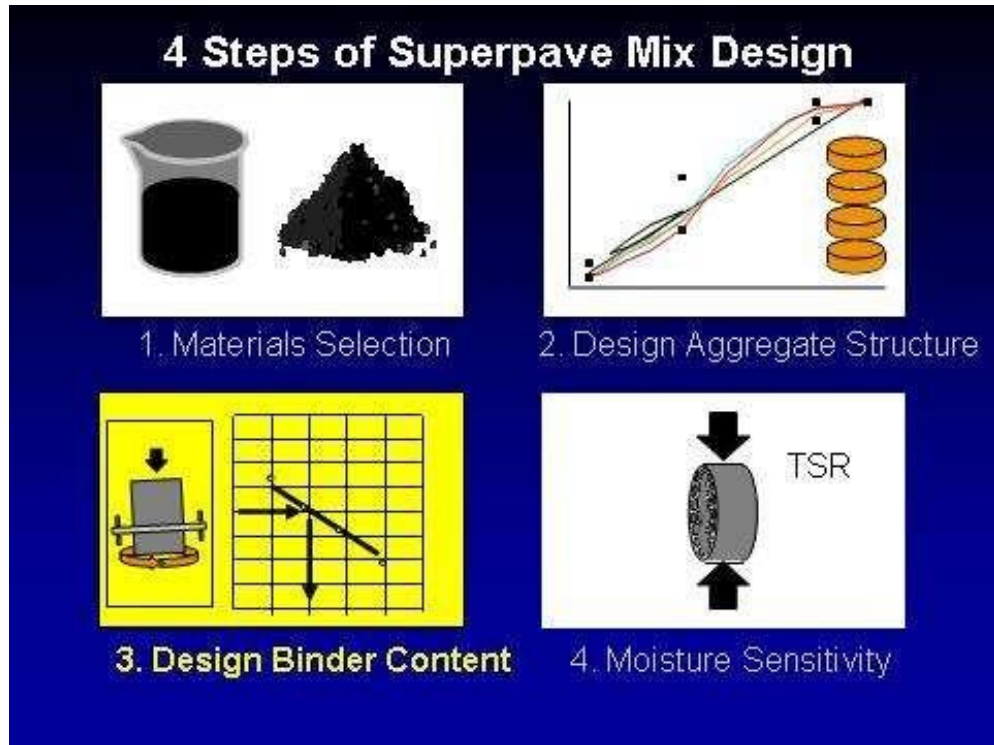 4 Steps of Superpave Mix Design
1. Materials Selection
2. Design Aggregate Structure
TSR
3. Design Binder Content
4. Moisture Sensitivity